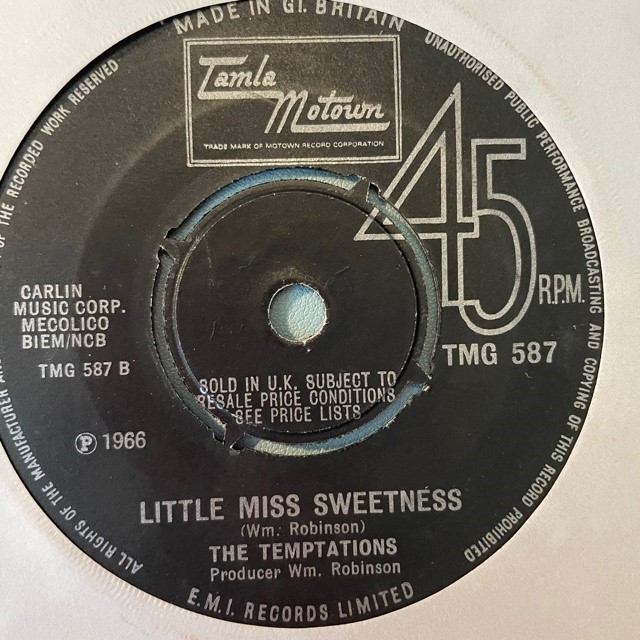 MADE IN Gt. BRITAIN
UNAUTHORISED PUBLIC PERFORMANCE BROADCASTING AND COPYING OF THIS RECORD PROHIBITED
ALL RIGHTS OF THE MANUFACTURER AND OF THE RECORDED WORK RESERVED
Tamla
Motown
TRADE MARK OF MOTOWN RECORD CORPORATION
45
R.P.M.
TMG 587
CARLIN
MUSIC CORP.
MECOLICO
BIEM/NCB
TMG 587 B
SOLD IN U.K. SUBJECT TO
RESALE PRICE CONDITIONS
SEE PRICE LISTS
℗ 1966
LITTLE MISS SWEETNESS
(Wm. Robinson)
THE TEMPTATIONS
Producer Wm. Robinson
E.M.I. RECORDS LIMITED